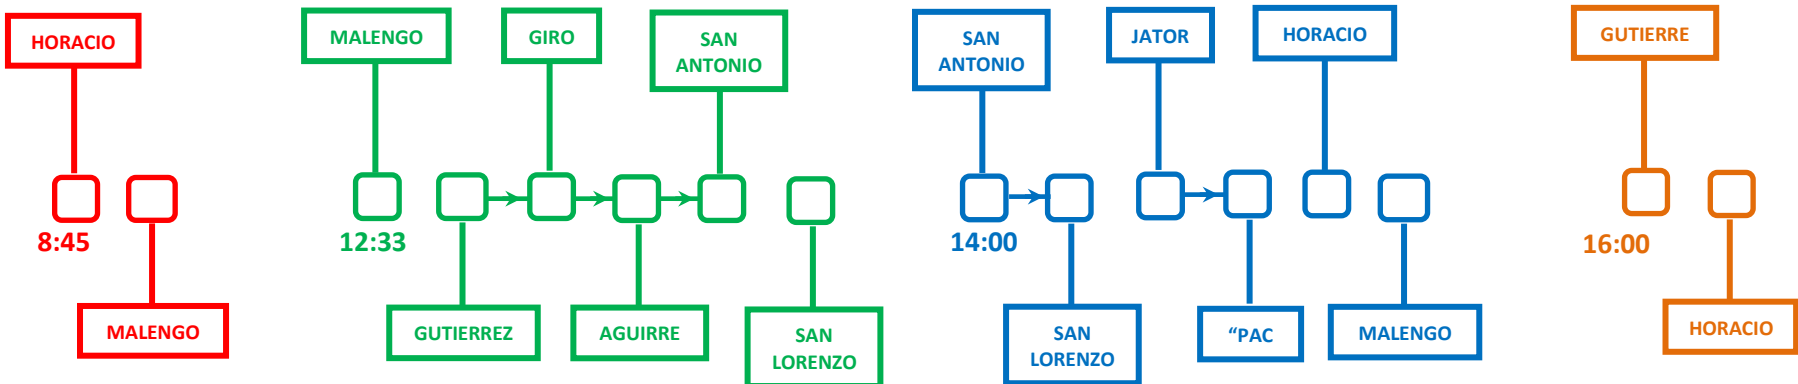 HORACIO
8:45
MALENGO
MALENGO
GIRO
SAN
ANTONIO
12:33
GUTIERREZ
AGUIRRE
SAN
LORENZO
SAN
ANTONIO
JATOR
HORACIO
14:00
SAN
LORENZO
“PAC
MALENGO
GUTIERRE
16:00
HORACIO